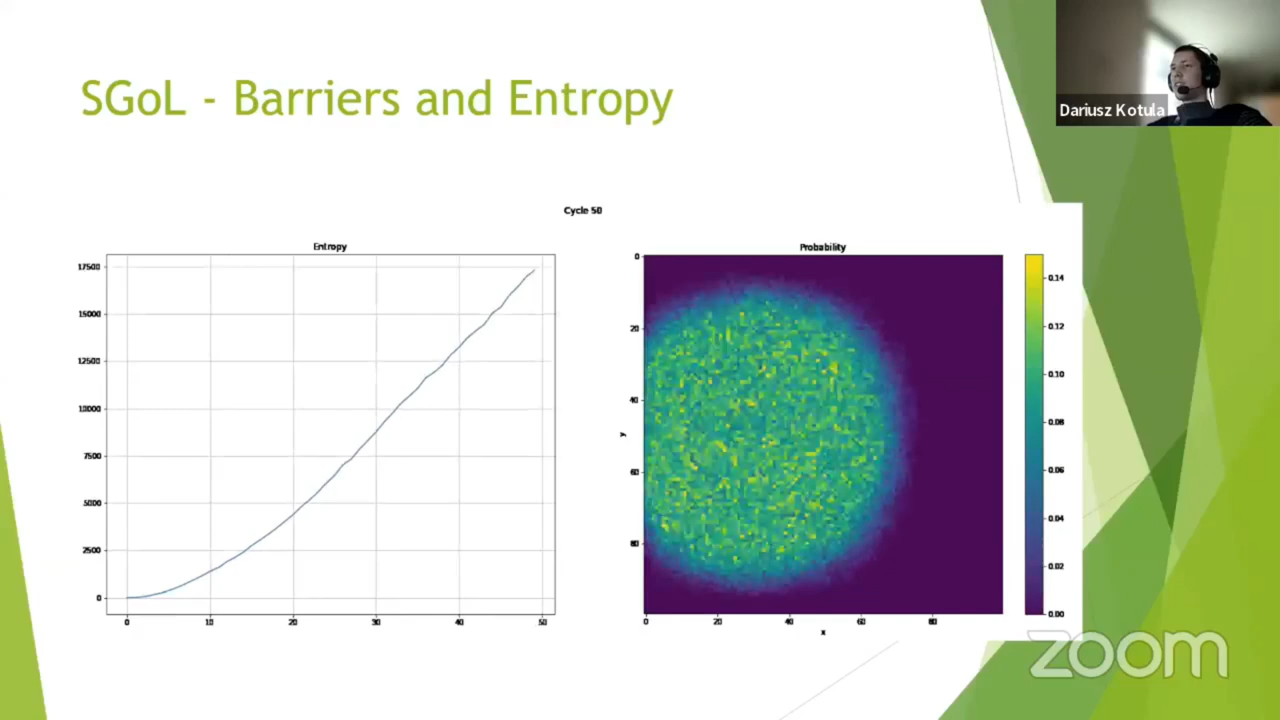 SGoL - Barriers and Entropy
Dariusz Kotula
Cycle 50
Entropy
17500
15000
12500
10000
7500
5000
2500
0
0 10 20 30 40 50
Probability
0
20
40
60
80
y
0 20 40 60 80
x
0.14
0.12
0.10
0.08
0.06
0.04
0.02
0.00
zoom